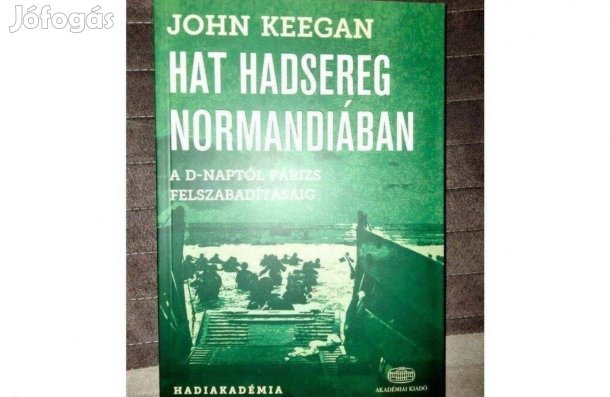 Jófogás
JOHN KEEGAN
HAT HADSEREG
NORMANDIÁBAN
A D-NAPTÓL PÁRIZS
FELSZABADÍTÁSÁIG
HADIAKADÉMIA
AKADÉMIAI KIADÓ